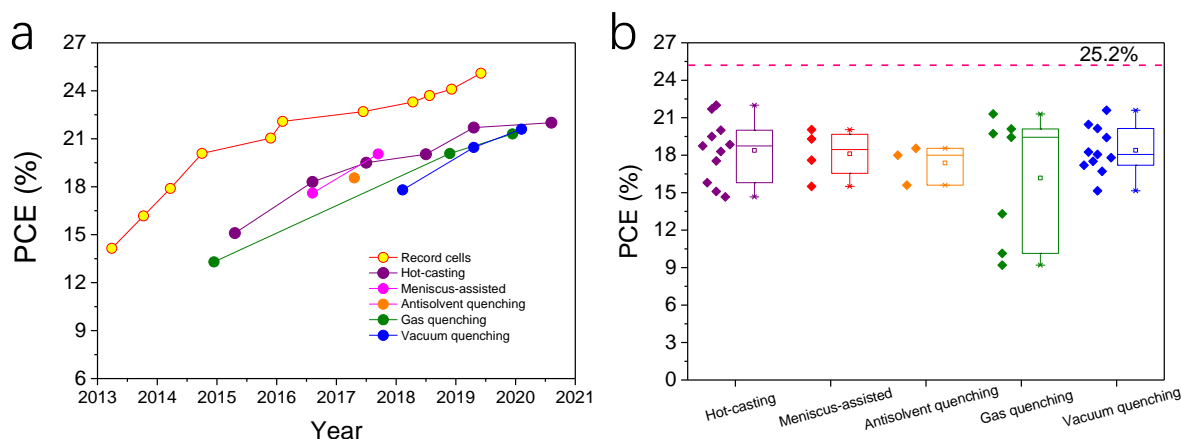 a
27
24
21
18
15
12
9
6
PCE (%)
2013 2014 2015 2016 2017 2018 2019 2020 2021
Year
Record cells
Hot-casting
Meniscus-assisted
Antisolvent quenching
Gas quenching
Vacuum quenching
b
27
24
21
18
15
12
9
6
3
0
PCE (%)
25.2%
Hot-casting
Meniscus-assisted
Antisolvent quenching
Gas quenching
Vacuum quenching